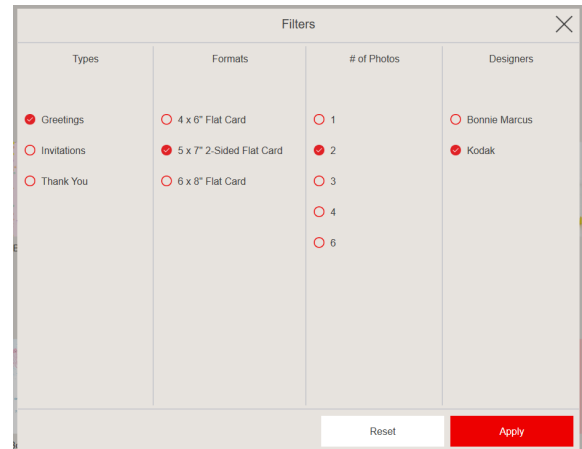 Filters
Types
Formats
# of Photos
Designers
Greetings
Invitations
Thank You
4 x 6" Flat Card
5 x 7" 2-Sided Flat Card
6 x 8" Flat Card
1
2
3
4
6
Bonnie Marcus
Kodak
Reset
Apply